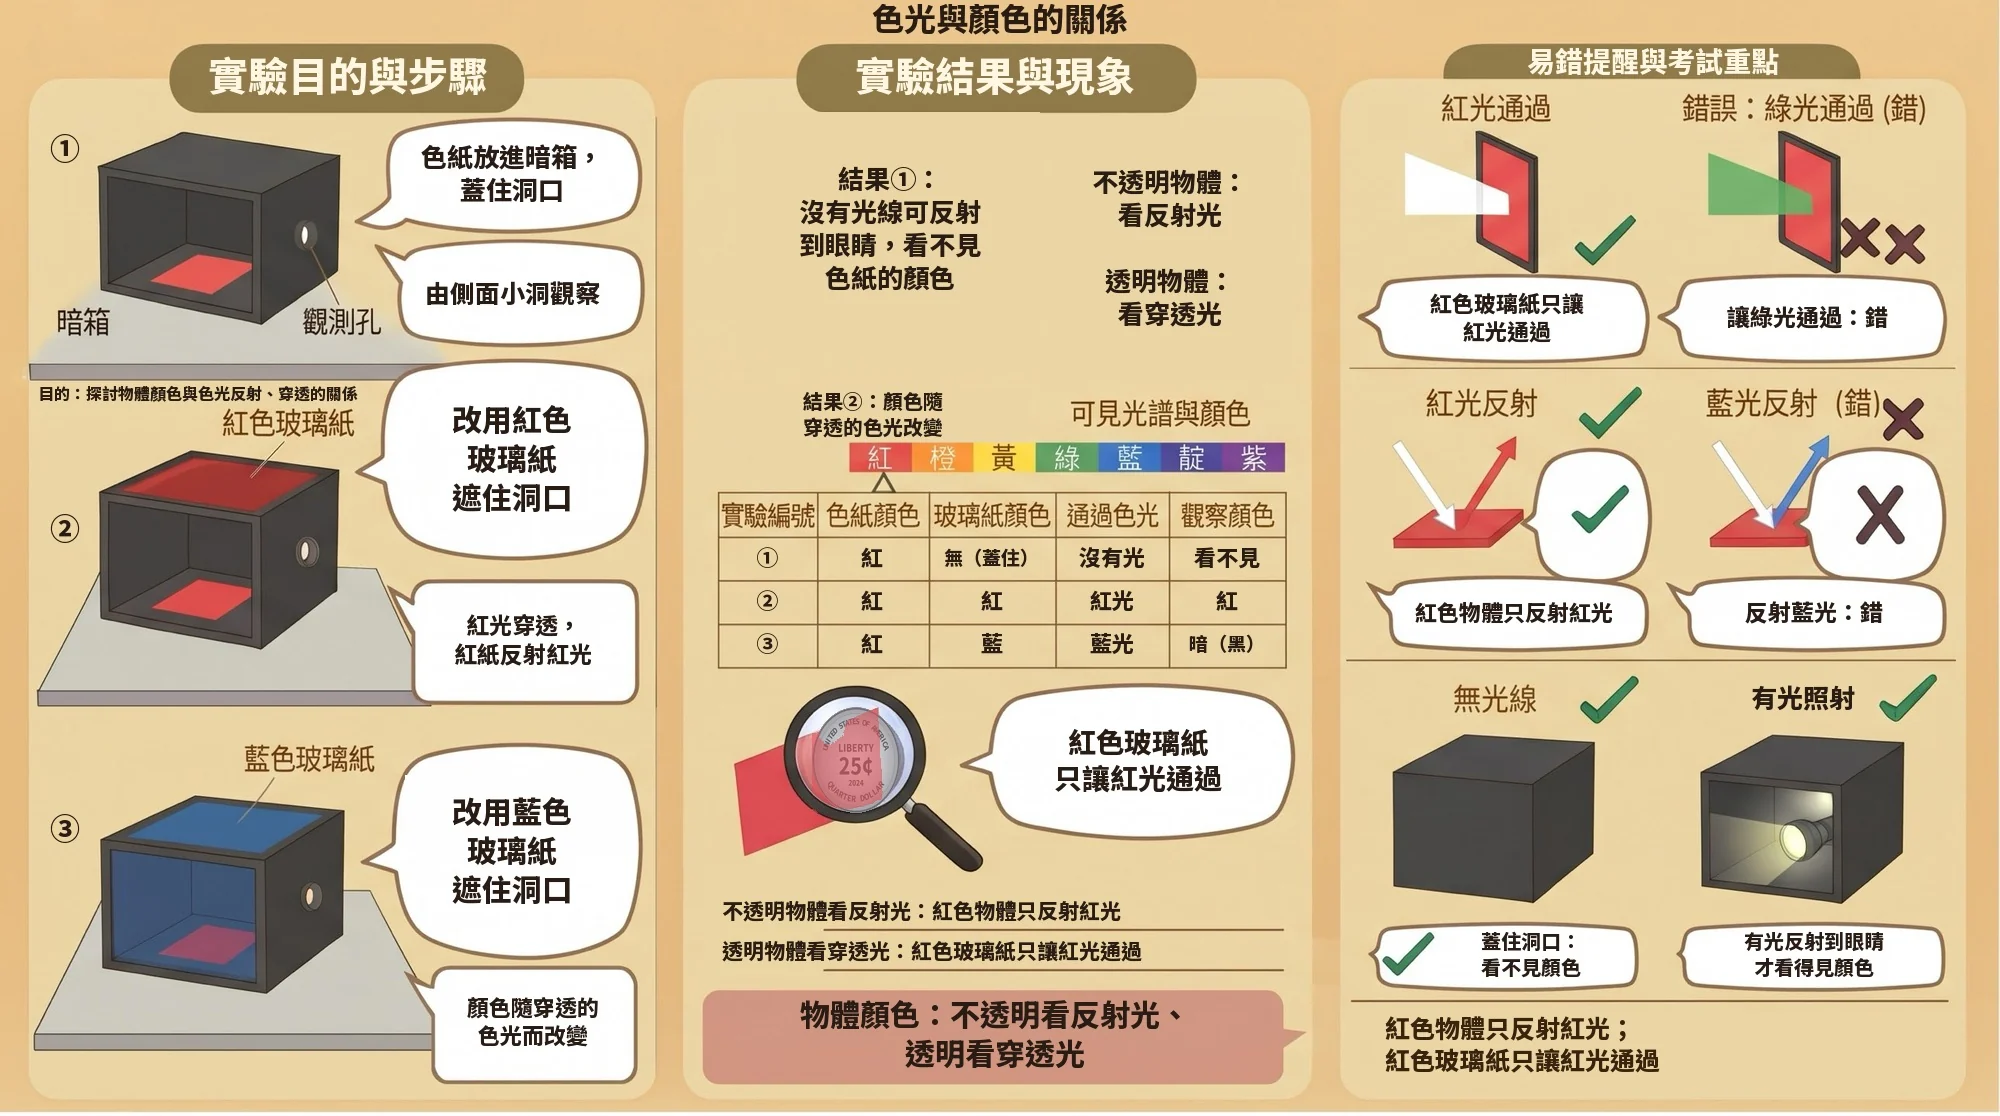 色光與顏色的關係
實驗目的與步驟
①
色紙放進暗箱，
蓋住洞口
由側面小洞觀察
暗箱
觀測孔
目的：探討物體顏色與色光反射、穿透的關係
紅色玻璃紙
②
改用紅色
玻璃紙
遮住洞口
紅光穿透，
紅紙反射紅光
藍色玻璃紙
③
改用藍色
玻璃紙
遮住洞口
顏色隨穿透的
色光而改變
實驗結果與現象
結果①：
沒有光線可反射
到眼睛，看不見
色紙的顏色
不透明物體：
看反射光
透明物體：
看穿透光
結果②：顏色隨
穿透的色光改變
可見光譜與顏色
紅 橙 黃 綠 藍 靛 紫
實驗編號 色紙顏色 玻璃紙顏色 通過色光 觀察顏色
① 紅 無（蓋住） 沒有光 看不見
② 紅 紅 紅光 紅
③ 紅 藍 藍光 暗（黑）
UNITED STATES OF AMERICA
LIBERTY
25¢
2024
QUARTER DOLLAR
紅色玻璃紙
只讓紅光通過
不透明物體看反射光：紅色物體只反射紅光
透明物體看穿透光：紅色玻璃紙只讓紅光通過
物體顏色：不透明看反射光、
透明看穿透光
易錯提醒與考試重點
紅光通過
錯誤：綠光通過 (錯)
紅色玻璃紙只讓
紅光通過
讓綠光通過：錯
紅光反射
藍光反射 (錯)
紅色物體只反射紅光
反射藍光：錯
無光線
有光照射
蓋住洞口：
看不見顏色
有光反射到眼睛
才看得見顏色
紅色物體只反射紅光；
紅色玻璃紙只讓紅光通過